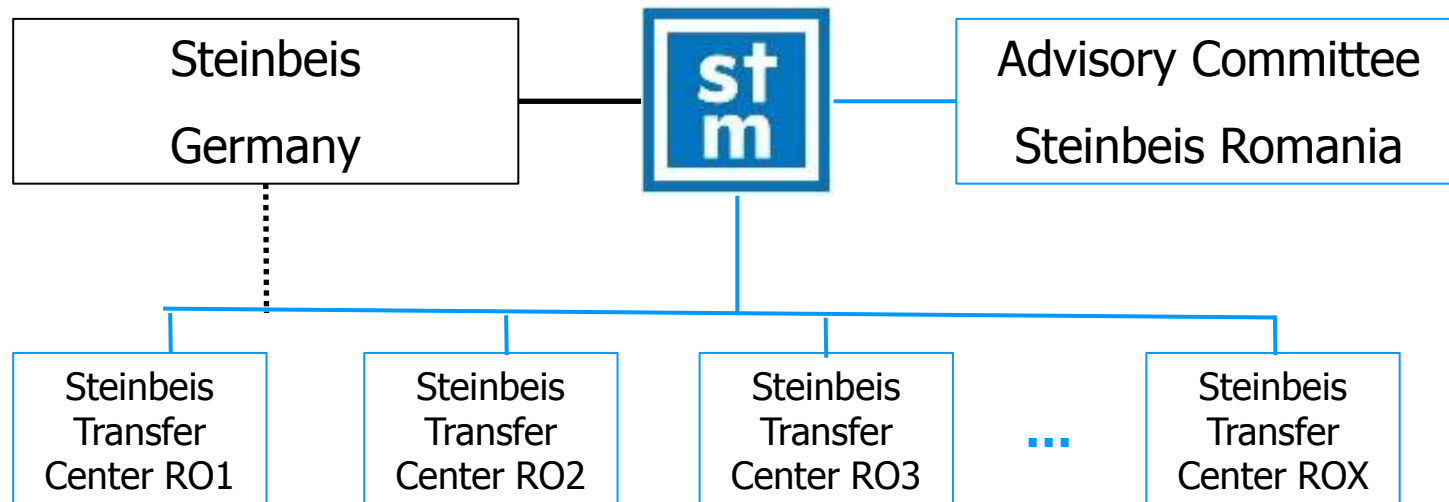 Steinbeis
Germany
st
m
Advisory Committee
Steinbeis Romania
Steinbeis
Transfer
Center RO1
Steinbeis
Transfer
Center RO2
Steinbeis
Transfer
Center RO3
...
Steinbeis
Transfer
Center ROX